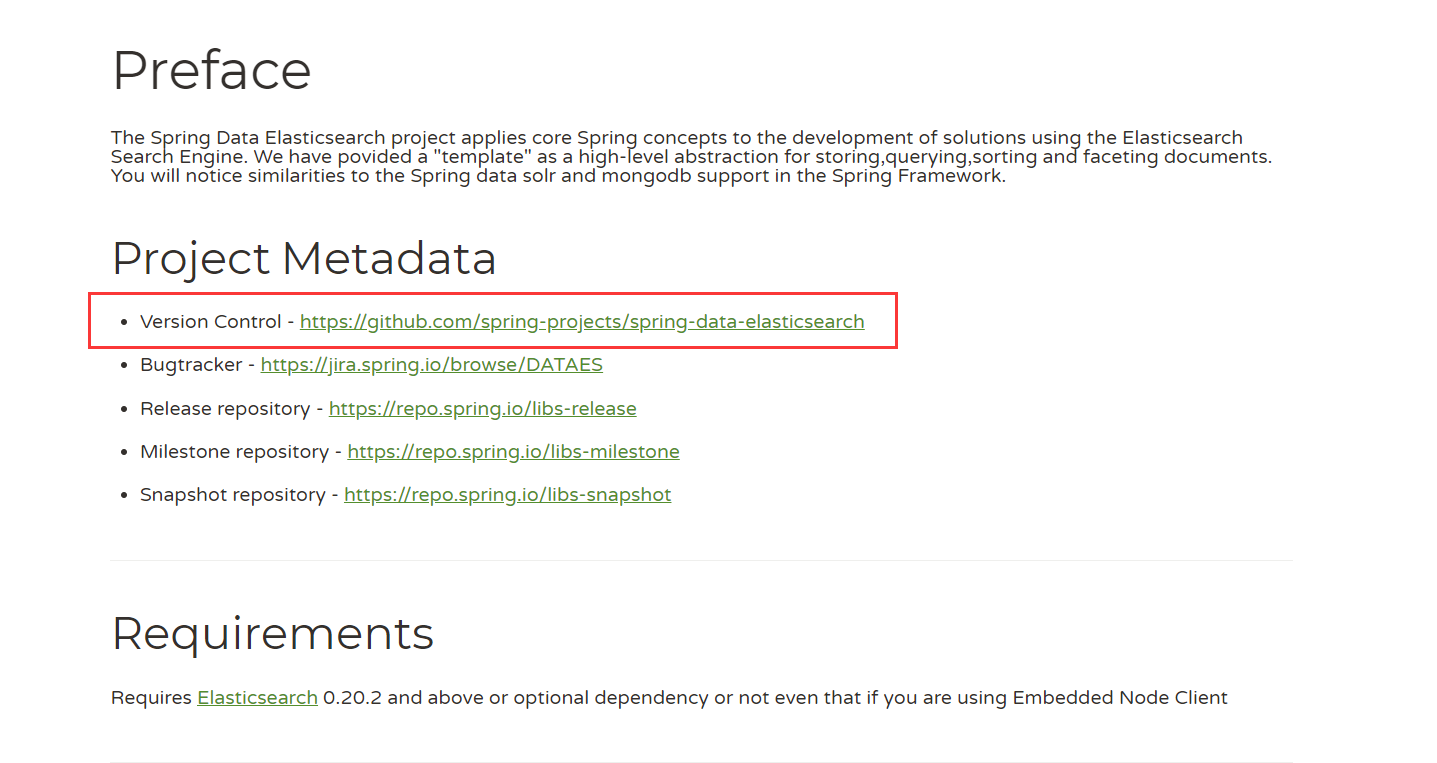 Preface
The Spring Data Elasticsearch project applies core Spring concepts to the development of solutions using the Elasticsearch
Search Engine. We have povided a "template" as a high-level abstraction for storing,querying,sorting and faceting documents.
You will notice similarities to the Spring data solr and mongodb support in the Spring Framework.
Project Metadata
• Version Control - https://github.com/spring-projects/spring-data-elasticsearch
• Bugtracker - https://jira.spring.io/browse/DATAES
• Release repository - https://repo.spring.io/libs-release
• Milestone repository - https://repo.spring.io/libs-milestone
• Snapshot repository - https://repo.spring.io/libs-snapshot
Requirements
Requires Elasticsearch 0.20.2 and above or optional dependency or not even that if you are using Embedded Node Client